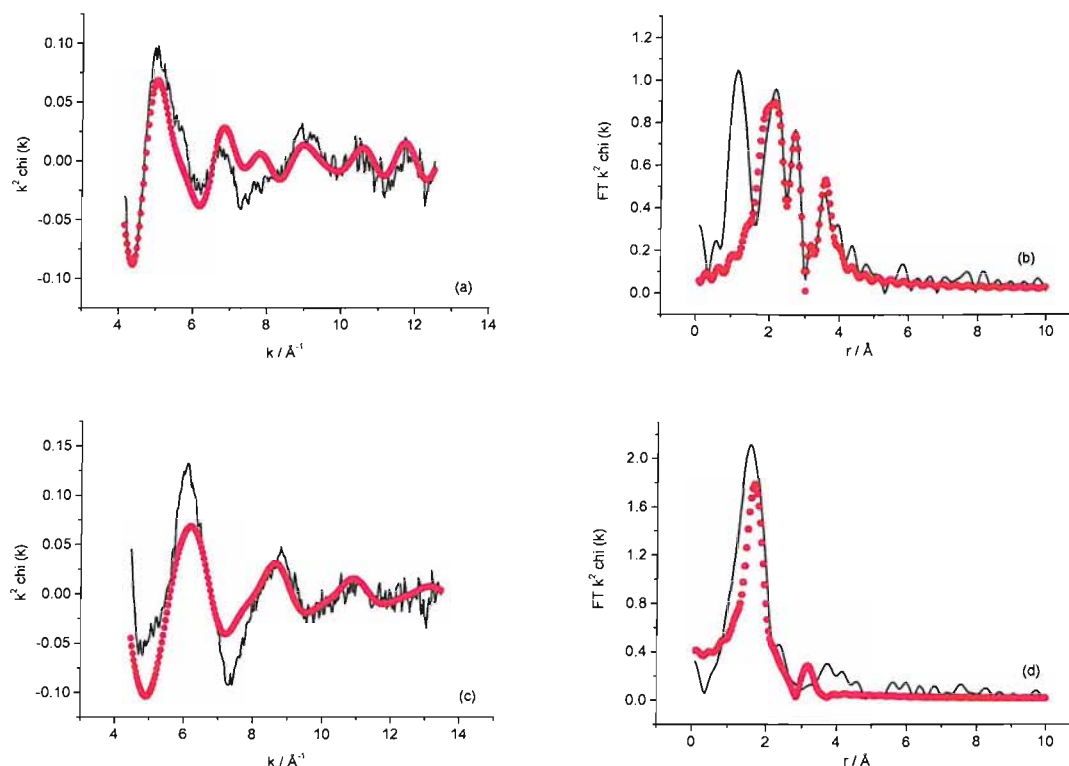 0.10
0.05
0.00
-0.05
-0.10
k² chi (k)
4 6 8 10 12 14
k / Å⁻¹
(a)
1.2
1.0
0.8
0.6
0.4
0.2
0.0
FT k² chi (k)
0 2 4 6 8 10
r / Å
(b)
0.15
0.10
0.05
0.00
-0.05
-0.10
k² chi (k)
4 6 8 10 12 14
k / Å⁻¹
(c)
2.0
1.6
1.2
0.8
0.4
0.0
FT k² chi (k)
0 2 4 6 8 10
r / Å
(d)